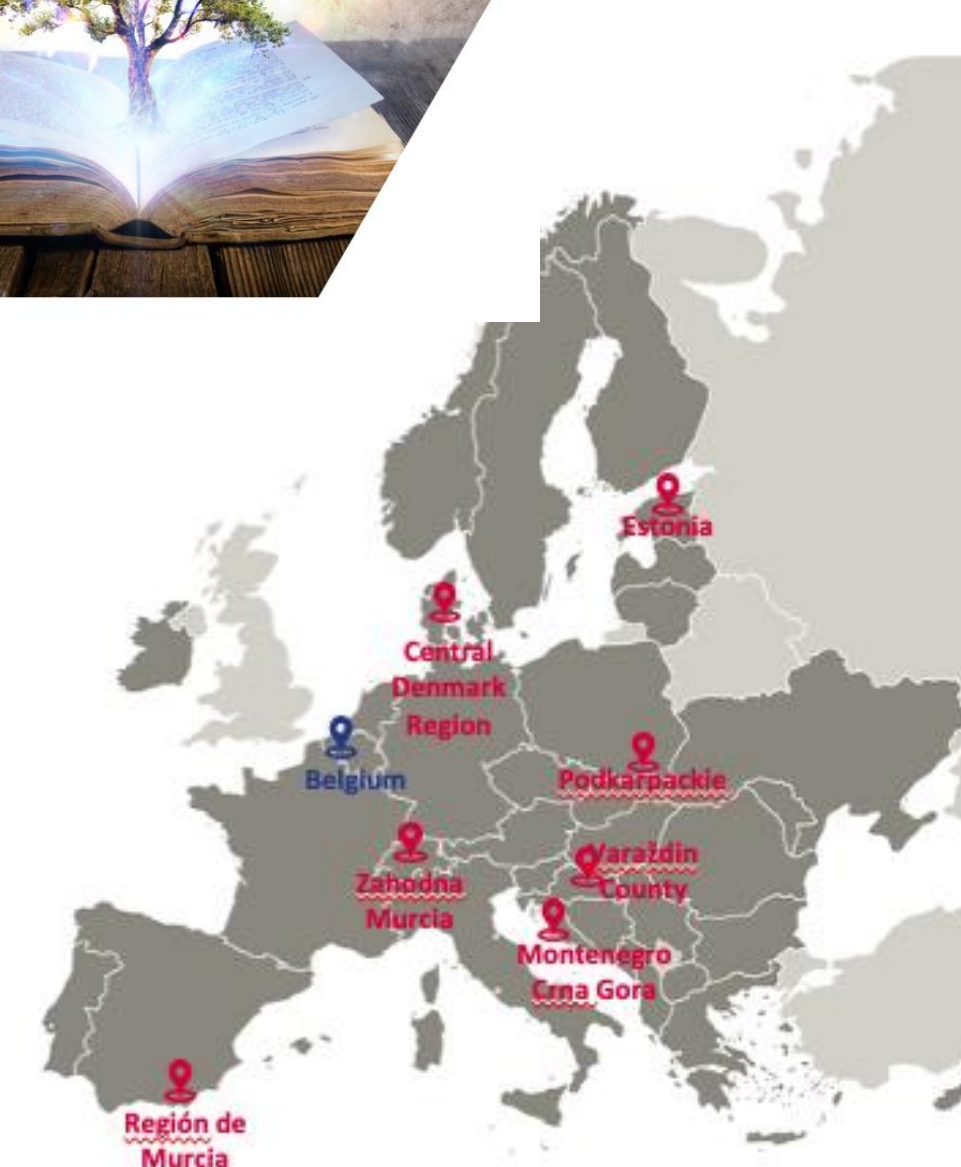 Estonia
Central
Denmark
Region
Belgium
Podkarpackie
Varaždin
County
Zahodna
Murcia
Montenegro
Crna Gora
Región de
Murcia